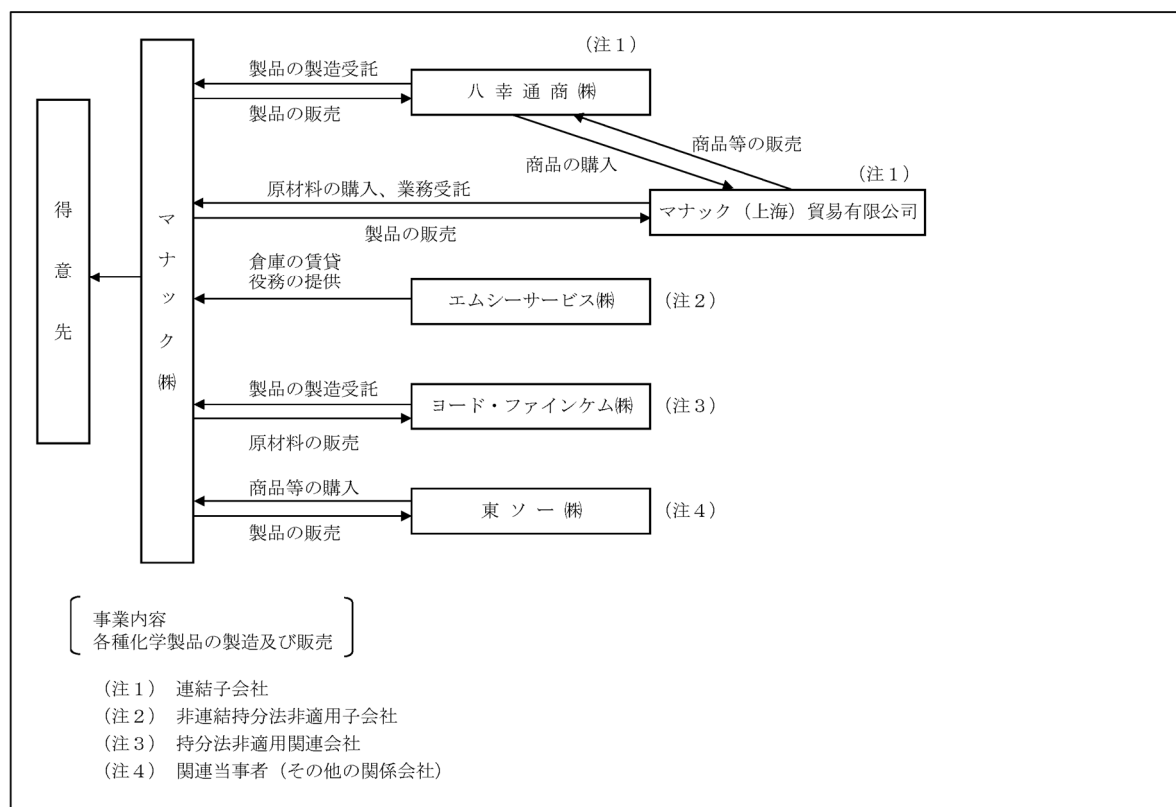 (注1)
製品の製造受託
八幸通商㈱
製品の販売
商品等の販売
商品の購入
(注1)
原材料の購入、業務受託
マナック(上海)貿易有限公司
製品の販売
得意先
マナック㈱
倉庫の賃貸
役務の提供
エムシーサービス㈱
(注2)
製品の製造受託
ヨード・ファインケム㈱
(注3)
原材料の販売
商品等の購入
東ソー㈱
(注4)
製品の販売
事業内容
各種化学製品の製造及び販売
(注1) 連結子会社
(注2) 非連結持分法非適用子会社
(注3) 持分法非適用関連会社
(注4) 関連当事者(その他の関係会社)